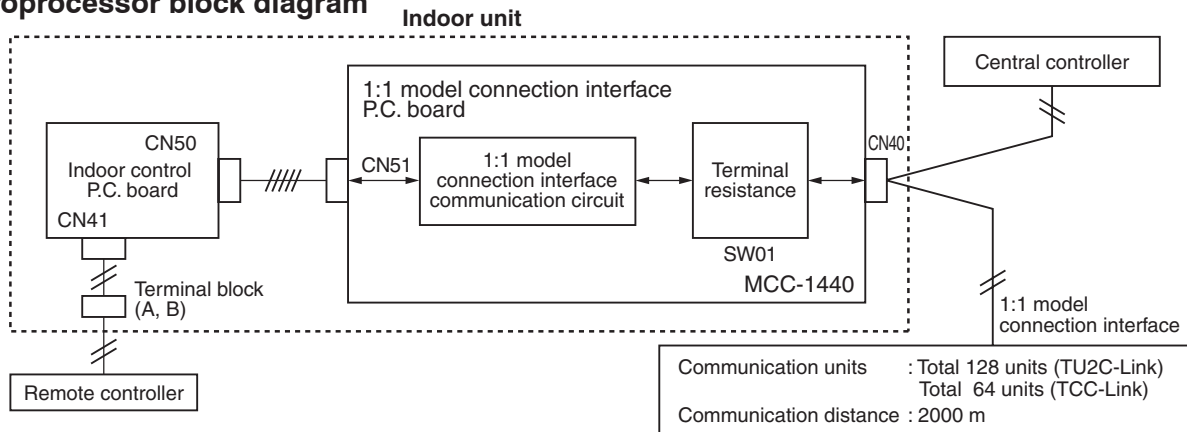 oprocessor block diagram
Indoor unit
Central controller
1:1 model connection interface
P.C. board
CN50
Indoor control
P.C. board
CN41
CN51
1:1 model
connection interface
communication circuit
Terminal
resistance
CN40
SW01
MCC-1440
Terminal block
(A, B)
Remote controller
1:1 model
connection interface
Communication units : Total 128 units (TU2C-Link)
Total 64 units (TCC-Link)
Communication distance : 2000 m